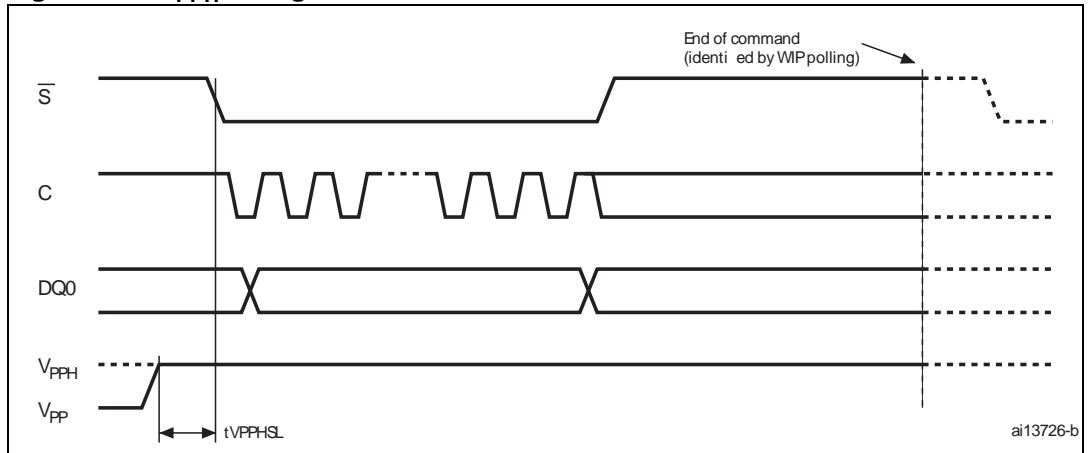 End of command
(identi ed by WIP polling)
S
C
DQ0
VPPH
VPP
tVPPHSL
ai13726-b